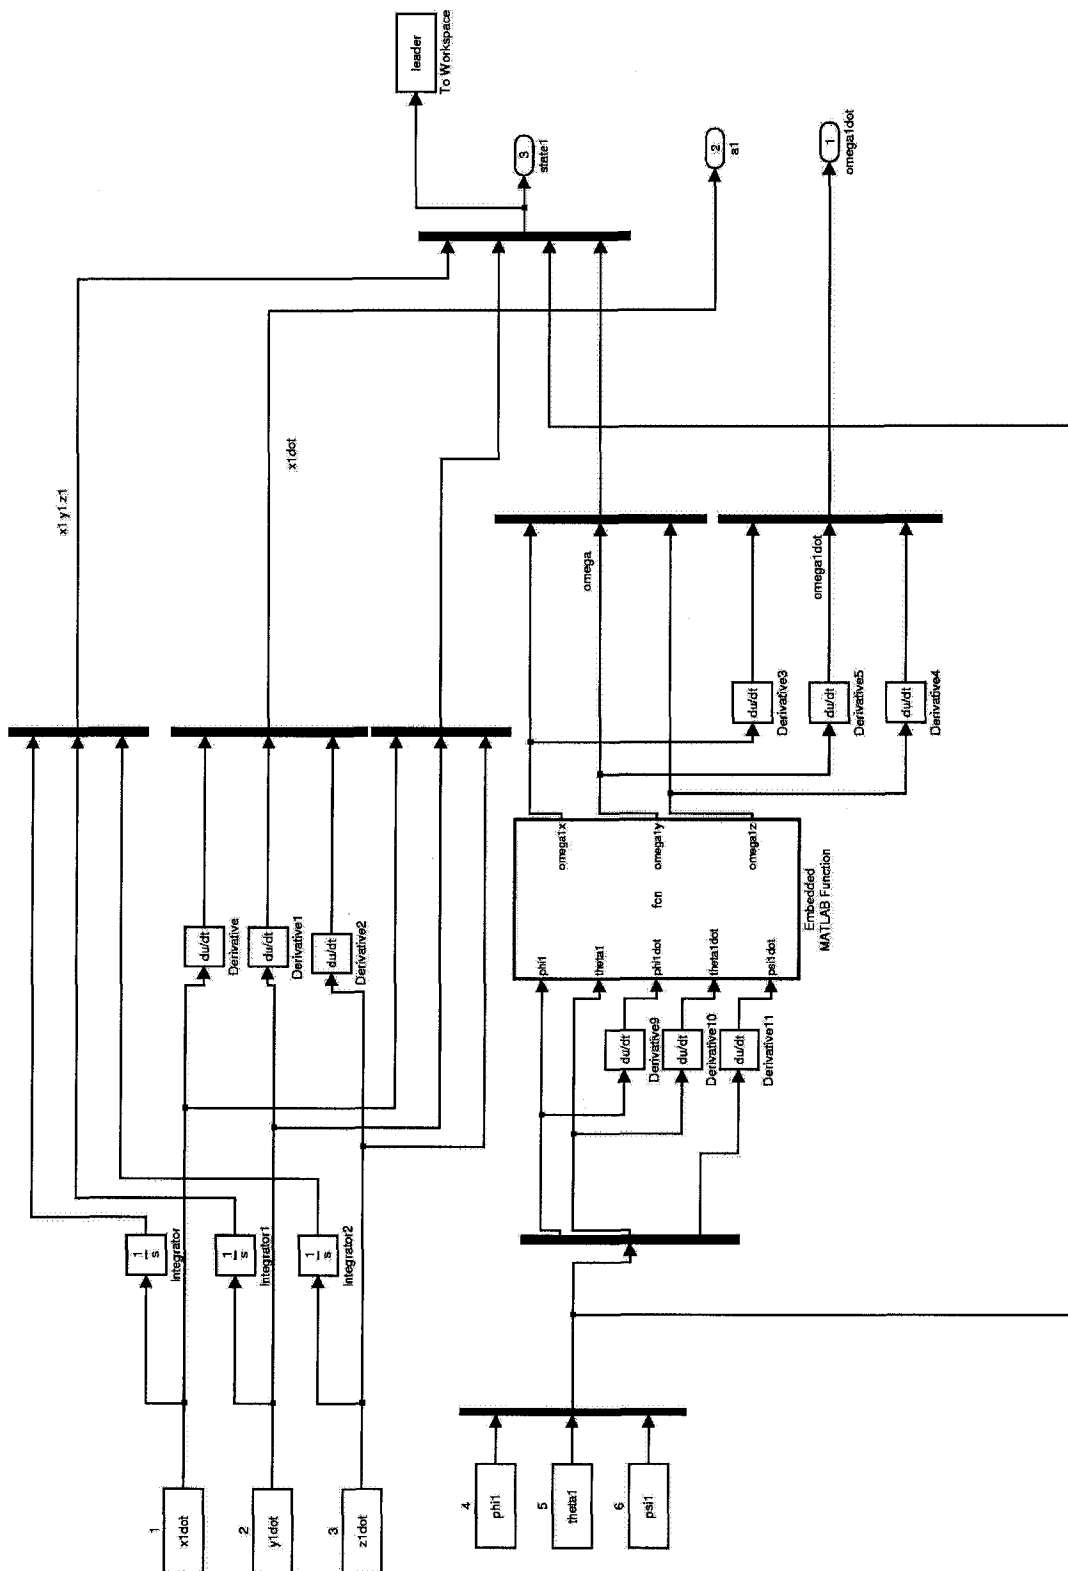 leader
To Workspace
3
state1
2
a1
1
omega1dot
x1 y1 z1
x1dot
omega
omega1dot
du/dt
Derivative
du/dt
Derivative1
du/dt
Derivative2
du/dt
Derivative3
du/dt
Derivative5
du/dt
Derivative4
omega1x
omega1y
omega1z
fcn
phi1
theta1
phi1dot
theta1dot
psi1dot
Embedded
MATLAB Function
du/dt
Derivative9
du/dt
Derivative10
du/dt
Derivative11
1
s
Integrator
1
s
Integrator1
1
s
Integrator2
1
x1dot
2
y1dot
3
z1dot
4
phi1
5
theta1
6
psi1